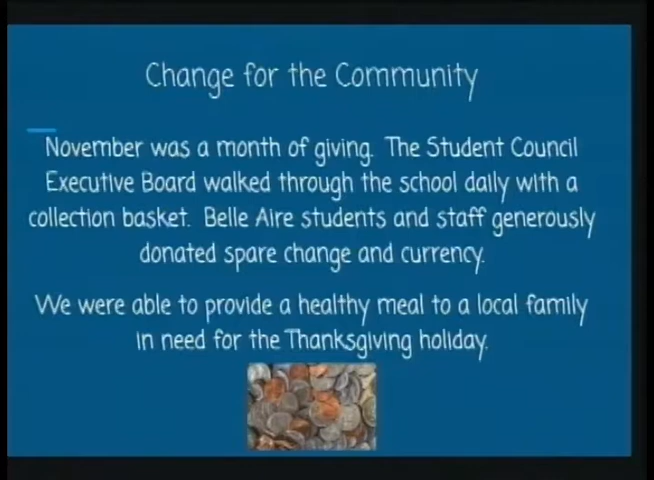 Change for the Community
November was a month of giving. The Student Council
Executive Board walked through the school daily with a
collection basket. Belle Aire students and staff generously
donated spare change and currency.
We were able to provide a healthy meal to a local family
in need for the Thanksgiving holiday.